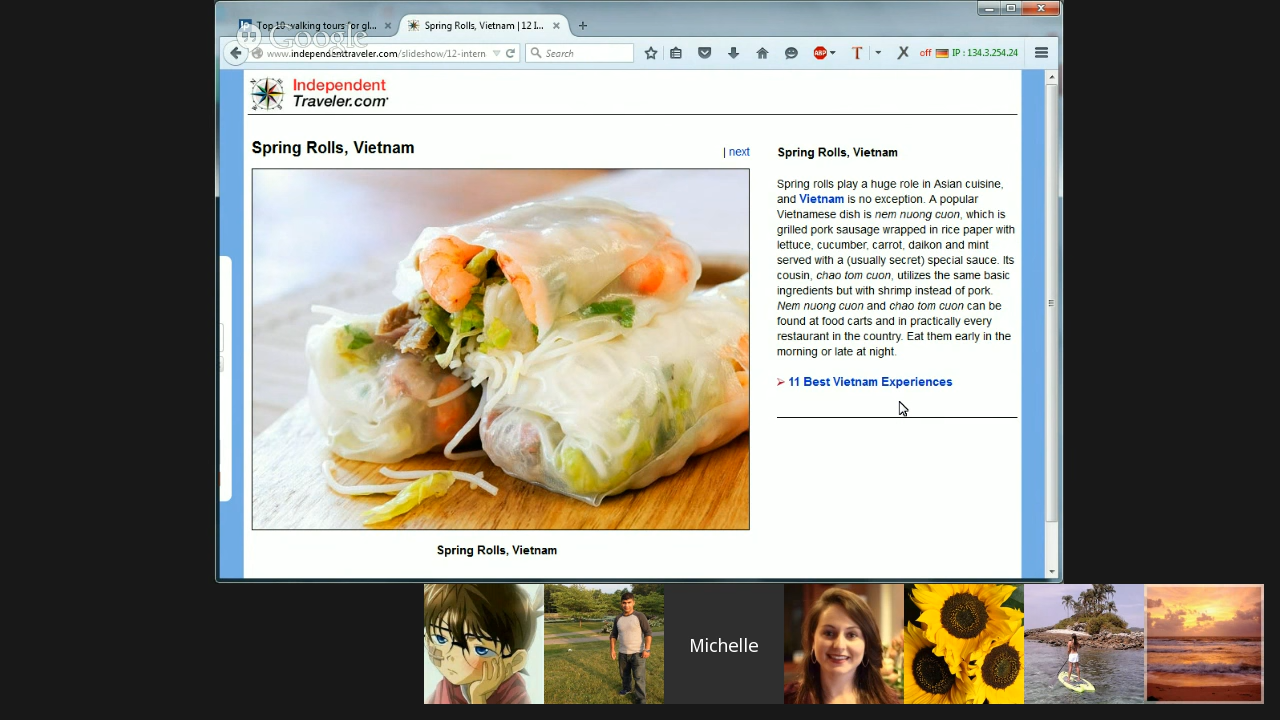 Top 10 walking tours for gl...
Spring Rolls, Vietnam | 12 I...
Google
www.independenttraveler.com/slideshow/12-intern
Search
ABP
T
off
IP : 134.3.254.24
Independent
Traveler.com
Spring Rolls, Vietnam
| next
Spring Rolls, Vietnam
Spring Rolls, Vietnam
Spring rolls play a huge role in Asian cuisine,
and Vietnam is no exception. A popular
Vietnamese dish is nem nuong cuon, which is
grilled pork sausage wrapped in rice paper with
lettuce, cucumber, carrot, daikon and mint
served with a (usually secret) special sauce. Its
cousin, chao tom cuon, utilizes the same basic
ingredients but with shrimp instead of pork.
Nem nuong cuon and chao tom cuon can be
found at food carts and in practically every
restaurant in the country. Eat them early in the
morning or late at night.
➢ 11 Best Vietnam Experiences
Michelle